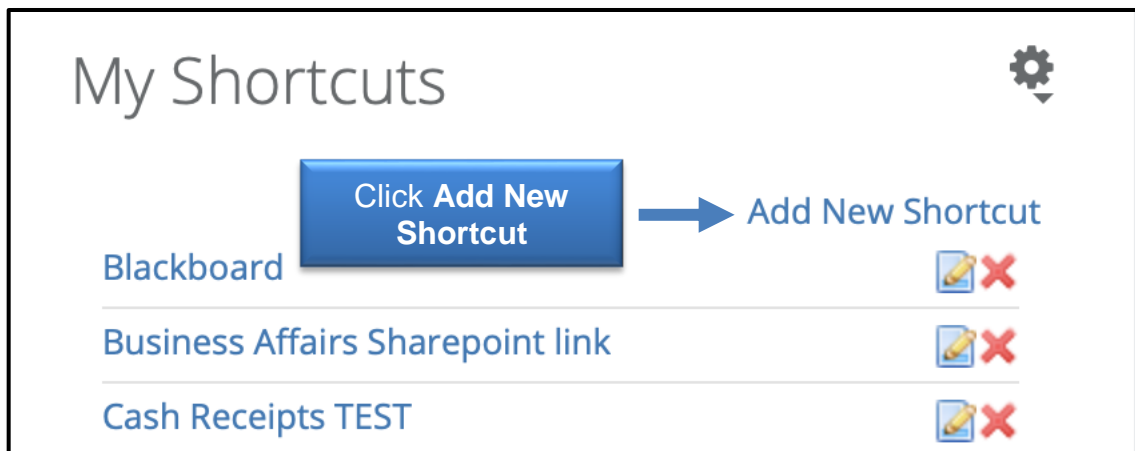 My Shortcuts
Click Add New
Shortcut
Add New Shortcut
Blackboard
Business Affairs Sharepoint link
Cash Receipts TEST